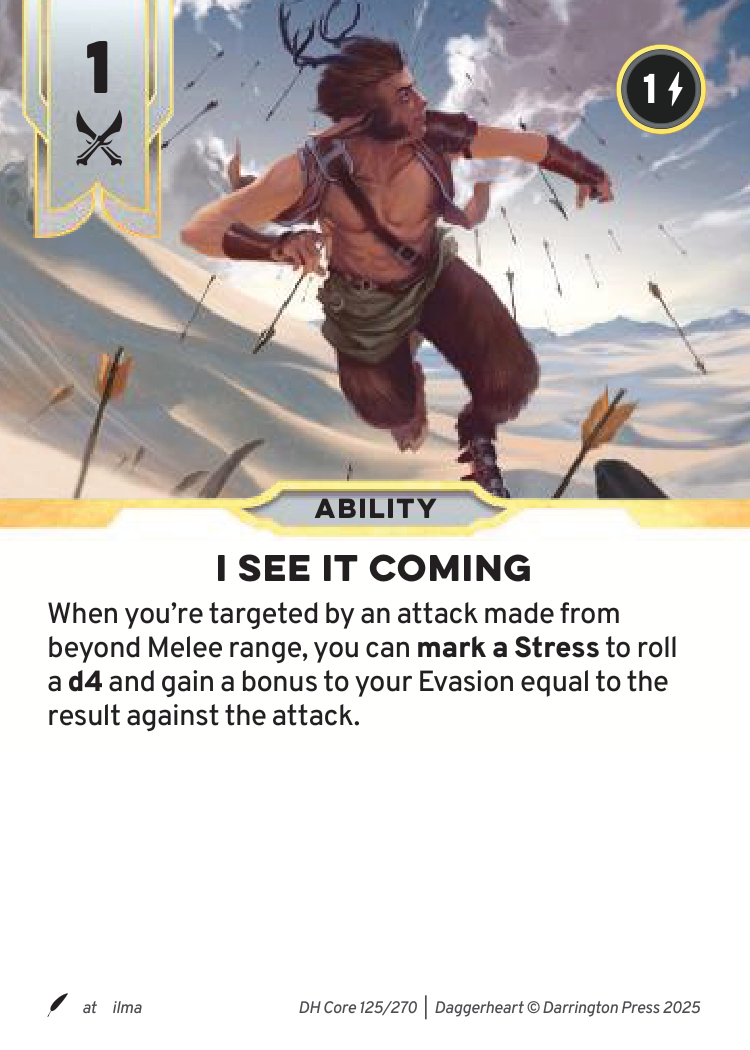 1
1
ABILITY
I SEE IT COMING
When you're targeted by an attack made from
beyond Melee range, you can mark a Stress to roll
a d4 and gain a bonus to your Evasion equal to the
result against the attack.
at ilma
DH Core 125/270 | Daggerheart © Darrington Press 2025